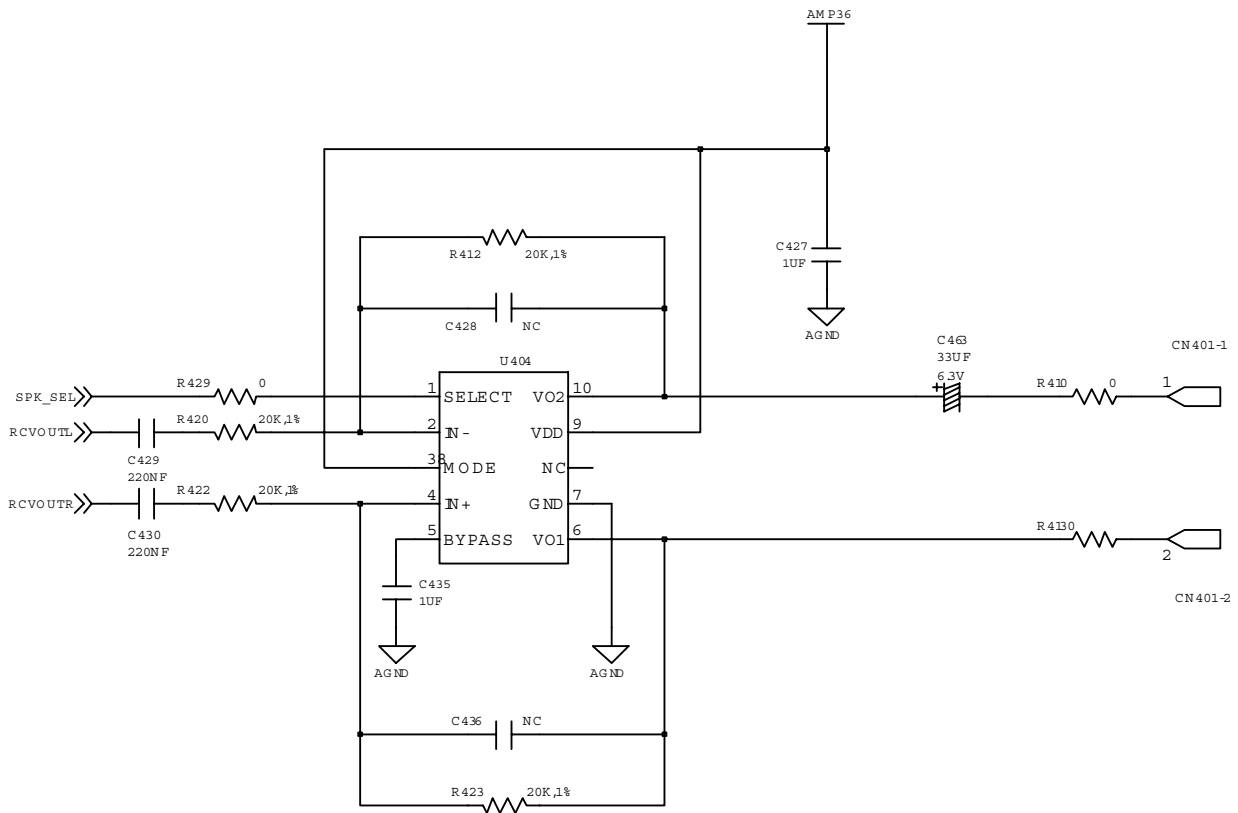 AMP36
R412 20K,1%
C427
1UF
C428 NC
AGND
C463
33UF
6.3V
CN401-1
U404
SPK_SEL
R429 0
1 SELECT VO2 10
R410 0
1
RCVOUTL
R420 20K,1%
2 IN- VDD 9
C429
220NF
38 MODE NC
RCVOUTR
R422 20K,1%
4 IN+ GND 7
C430
220NF
5 BYPASS VO1 6
R4130
2
C435
1UF
CN401-2
AGND AGND
C436 NC
R423 20K,1%